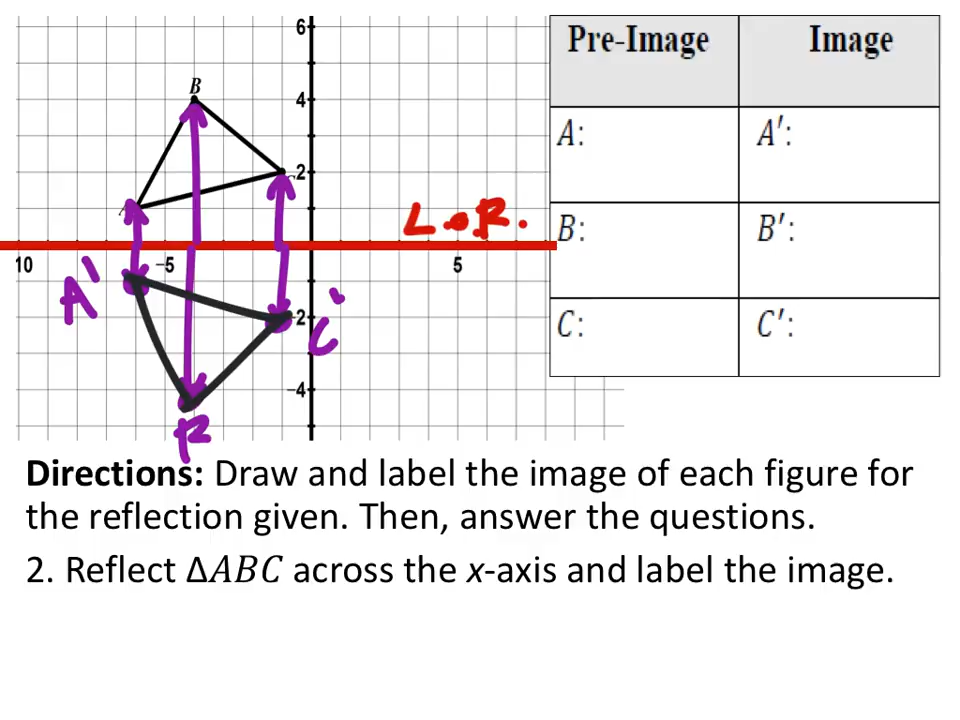 6
B
4
2
L.O.R.
10
−5
5
A'
−2
C'
−4
Pre-Image Image
A: A′:
B: B′:
C: C′:
Directions: Draw and label the image of each figure for
the reflection given. Then, answer the questions.
2. Reflect ΔABC across the x-axis and label the image.